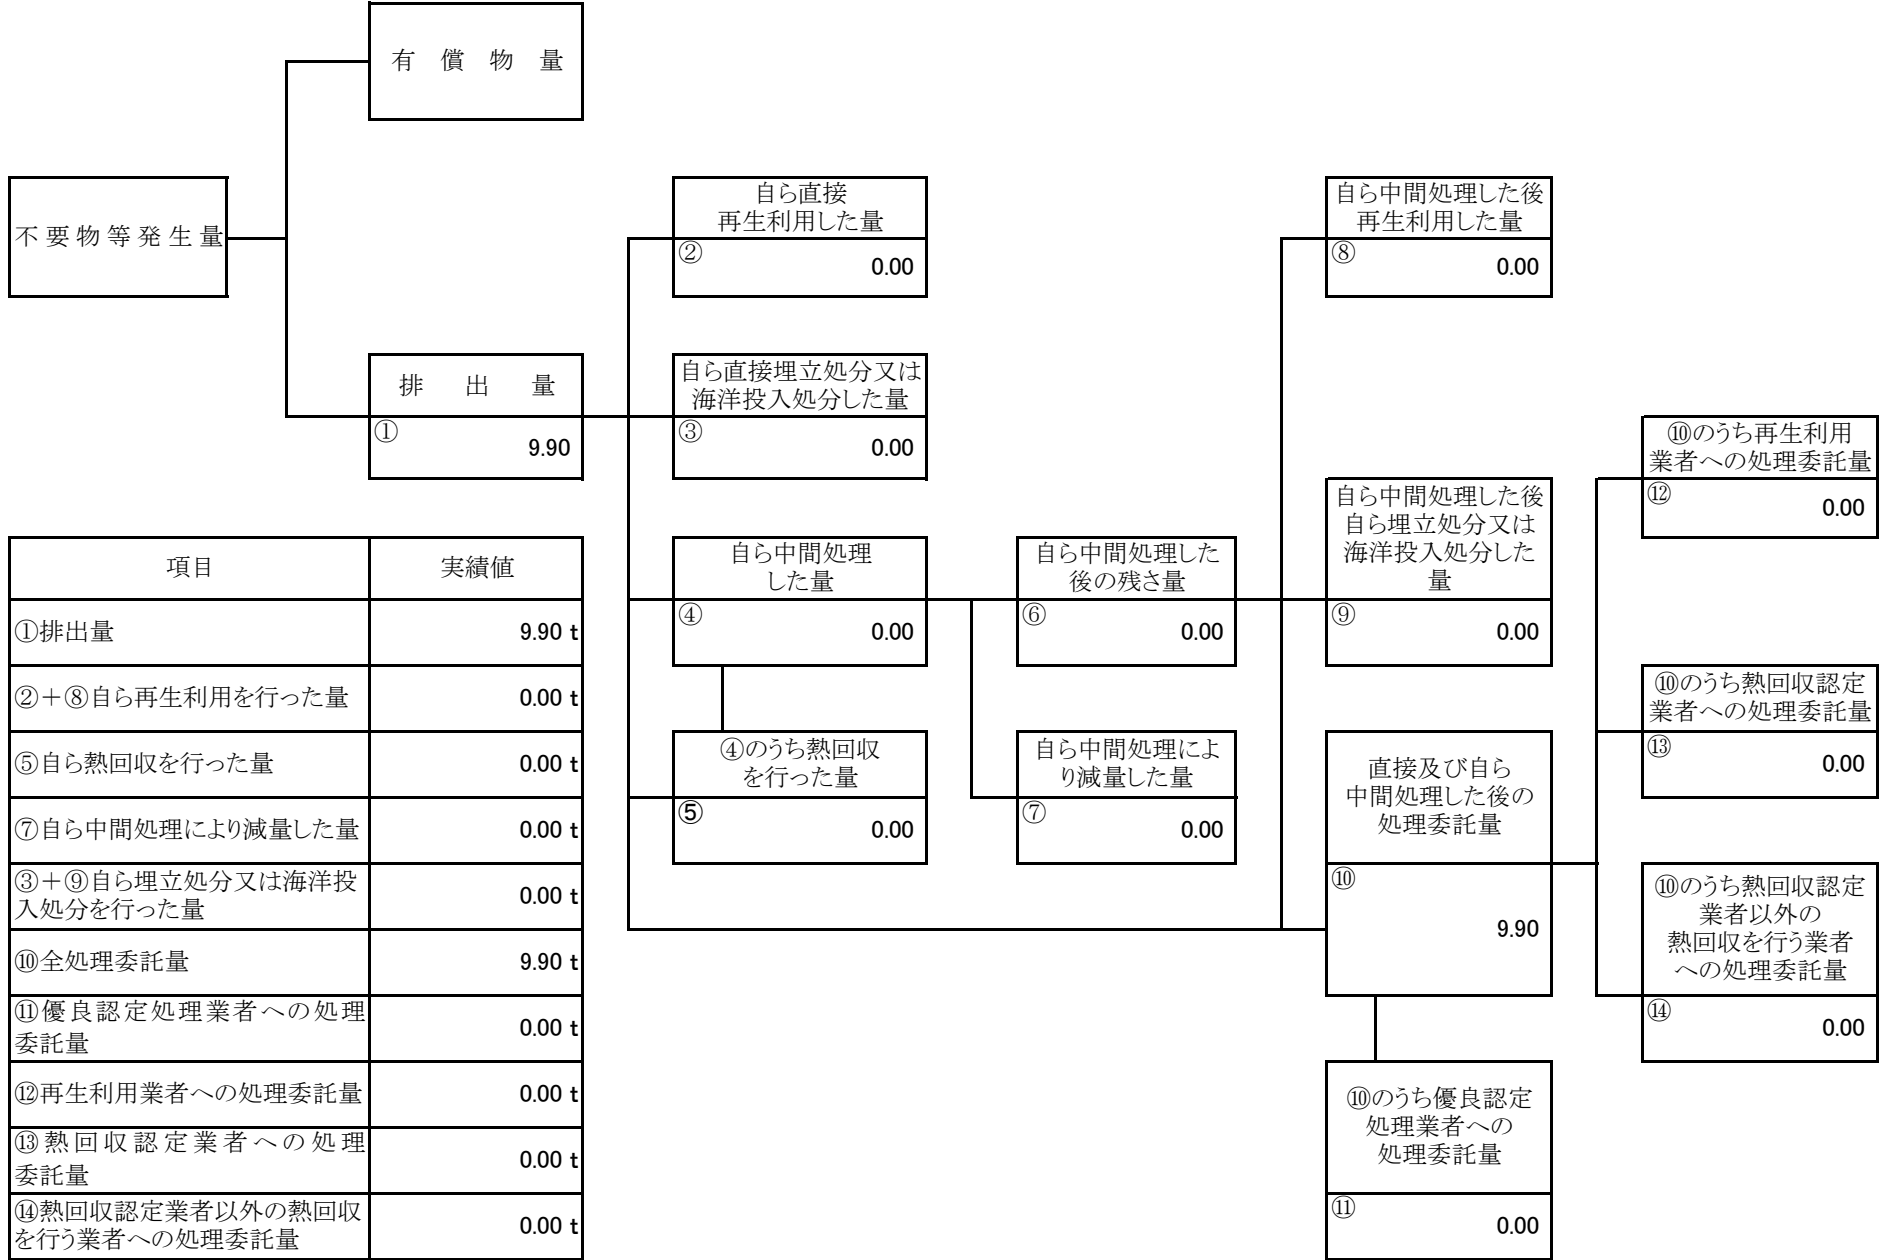 有償物量
不要物等発生量
排出量
①
9.90
自ら直接
再生利用した量
②
0.00
自ら直接埋立処分又は
海洋投入処分した量
③
0.00
自ら中間処理
した量
④
0.00
④のうち熱回収
を行った量
⑤
0.00
自ら中間処理した
後の残さ量
⑥
0.00
自ら中間処理によ
り減量した量
⑦
0.00
自ら中間処理した後
再生利用した量
⑧
0.00
自ら中間処理した後
自ら埋立処分又は
海洋投入処分した
量
⑨
0.00
直接及び自ら
中間処理した後の
処理委託量
⑩
9.90
⑩のうち優良認定
処理業者への
処理委託量
⑪
0.00
⑩のうち再生利用
業者への処理委託量
⑫
0.00
⑩のうち熱回収認定
業者への処理委託量
⑬
0.00
⑩のうち熱回収認定
業者以外の
熱回収を行う業者
への処理委託量
⑭
0.00
項目 実績値
①排出量 9.90 t
②+⑧自ら再生利用を行った量 0.00 t
⑤自ら熱回収を行った量 0.00 t
⑦自ら中間処理により減量した量 0.00 t
③+⑨自ら埋立処分又は海洋投
入処分を行った量 0.00 t
⑩全処理委託量 9.90 t
⑪優良認定処理業者への処理
委託量 0.00 t
⑫再生利用業者への処理委託量 0.00 t
⑬熱回収認定業者への処理
委託量 0.00 t
⑭熱回収認定業者以外の熱回収
を行う業者への処理委託量 0.00 t